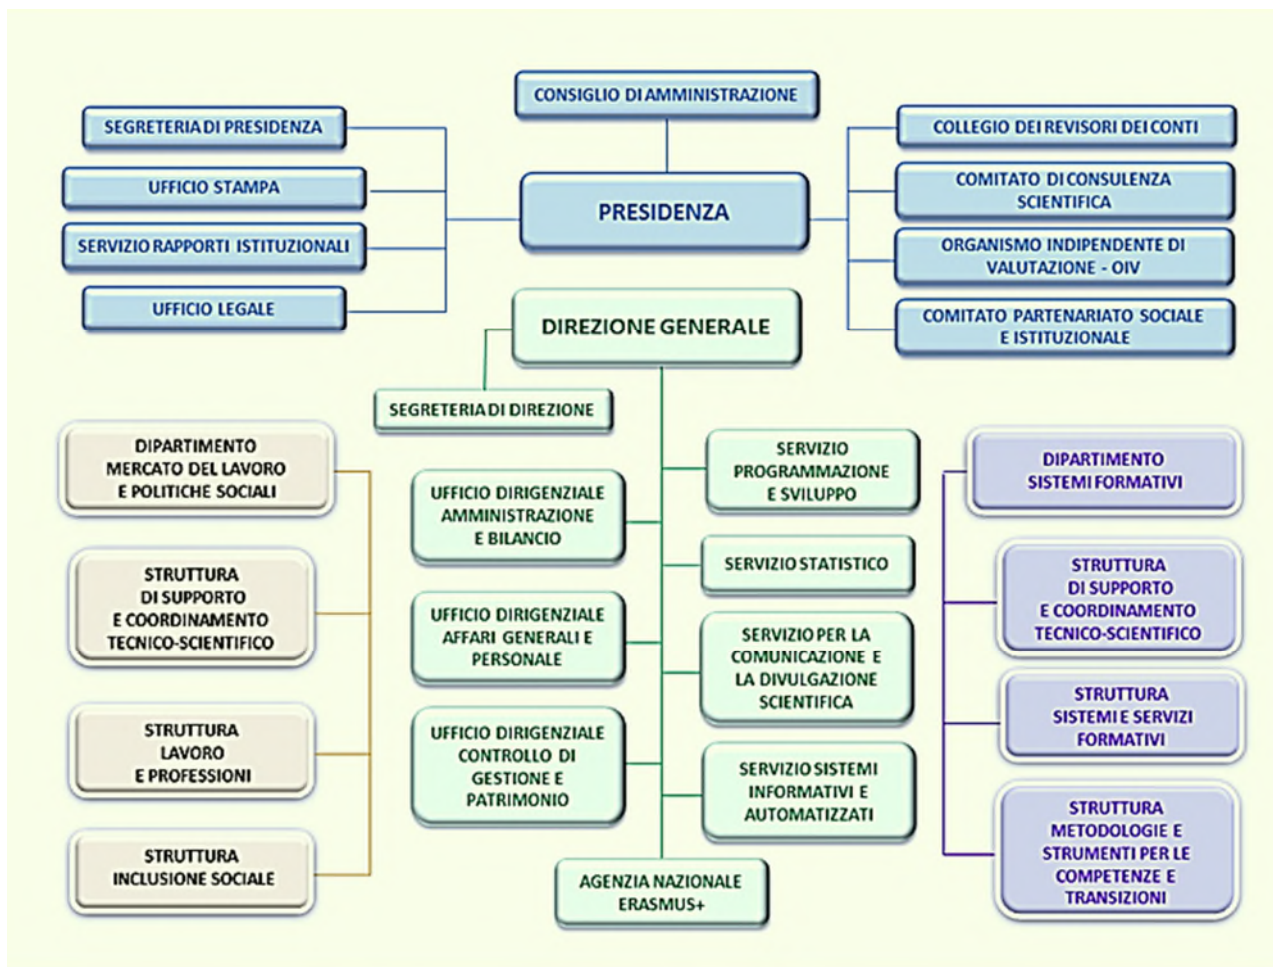 CONSIGLIO DI AMMINISTRAZIONE
SEGRETERIA DI PRESIDENZA
UFFICIO STAMPA
SERVIZIO RAPPORTI ISTITUZIONALI
UFFICIO LEGALE
PRESIDENZA
COLLEGIO DEI REVISORI DEI CONTI
COMITATO DI CONSULENZA
SCIENTIFICA
ORGANISMO INDIPENDENTE DI
VALUTAZIONE - OIV
COMITATO PARTENARIATO SOCIALE
E ISTITUZIONALE
DIREZIONE GENERALE
SEGRETERIA DI DIREZIONE
DIPARTIMENTO
MERCATO DEL LAVORO
E POLITICHE SOCIALI
STRUTTURA
DI SUPPORTO
E COORDINAMENTO
TECNICO-SCIENTIFICO
STRUTTURA
LAVORO
E PROFESSIONI
STRUTTURA
INCLUSIONE SOCIALE
UFFICIO DIRIGENZIALE
AMMINISTRAZIONE
E BILANCIO
UFFICIO DIRIGENZIALE
AFFARI GENERALI E
PERSONALE
UFFICIO DIRIGENZIALE
CONTROLLO DI
GESTIONE E
PATRIMONIO
SERVIZIO
PROGRAMMAZIONE
E SVILUPPO
SERVIZIO STATISTICO
SERVIZIO PER LA
COMUNICAZIONE E
LA DIVULGAZIONE
SCIENTIFICA
SERVIZIO SISTEMI
INFORMATIVI E
AUTOMATIZZATI
AGENZIA NAZIONALE
ERASMUS+
DIPARTIMENTO
SISTEMI FORMATIVI
STRUTTURA
DI SUPPORTO
E COORDINAMENTO
TECNICO-SCIENTIFICO
STRUTTURA
SISTEMI E SERVIZI
FORMATIVI
STRUTTURA
METODOLOGIE E
STRUMENTI PER LE
COMPETENZE E
TRANSIZIONI